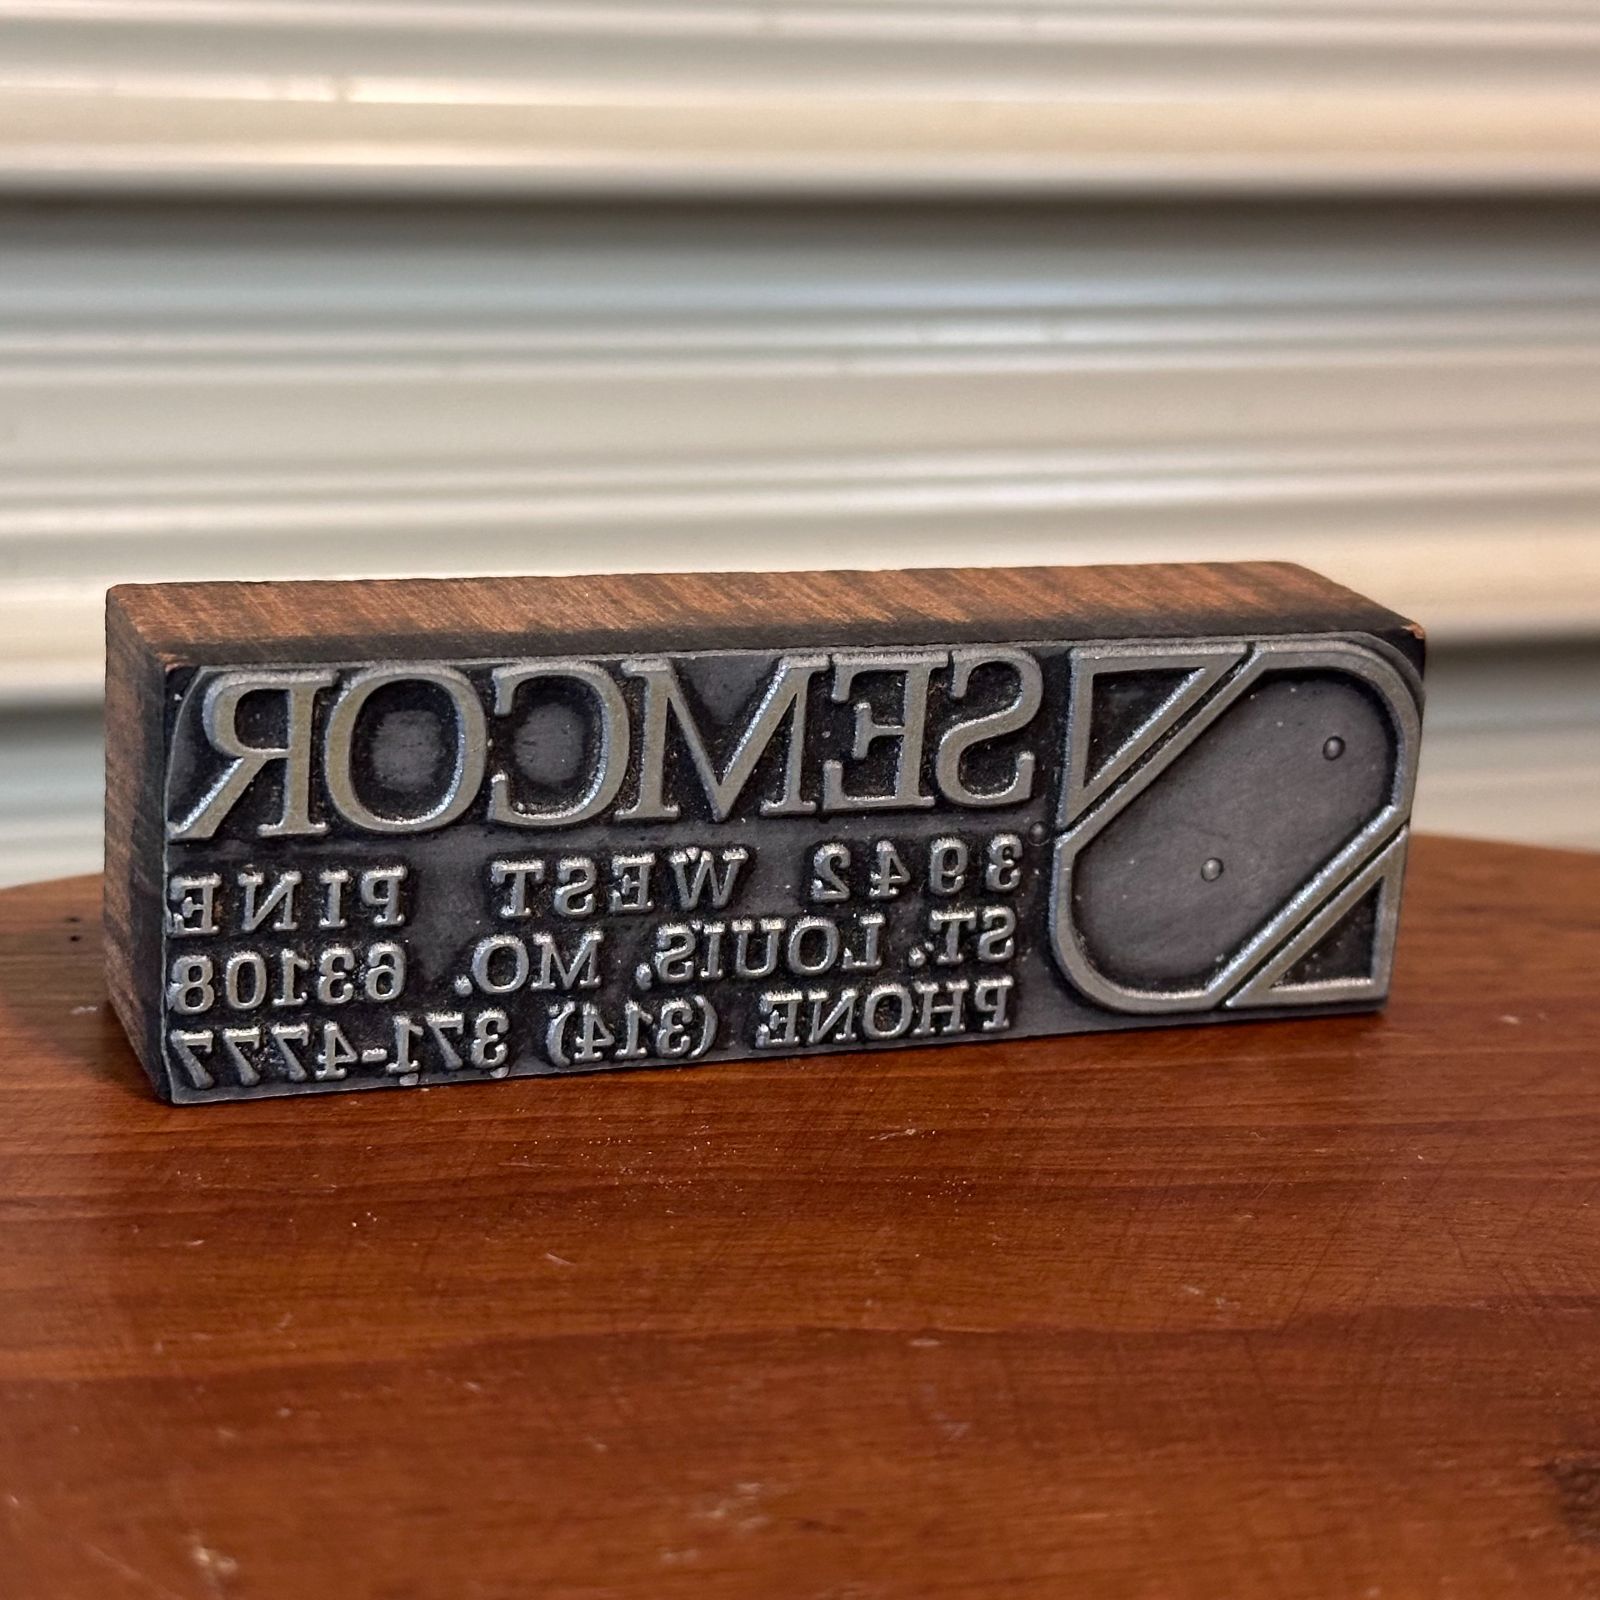 SEMCOR
3942 WEST PINE
ST. LOUIS, MO. 63108
PHONE (314) 371-4777